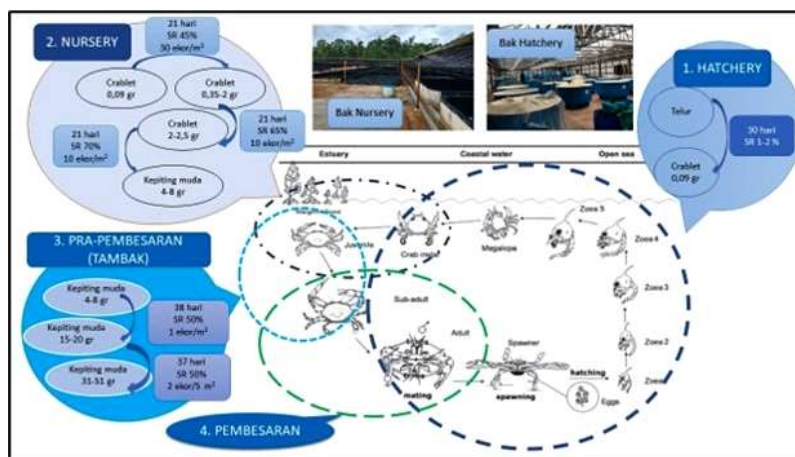 2. NURSERY
21 hari
SR 45%
30 ekor/m²
Crablet
0,09 gr
Crablet
0,35-2 gr
Crablet
2-2,5 gr
21 hari
SR 65%
10 ekor/m²
21 hari
SR 70%
10 ekor/m²
Kepiting muda
4-8 gr
Bak Nursery
Bak Hatchery
1. HATCHERY
Telur
30 hari
SR 1-2 %
Crablet
0,09 gr
Estuary
Coastal water
Open sea
Juvenile
Crab instar
Megalopa
Zoea 5
Zoea 4
Zoea 3
Zoea 2
Sub-adult
Adult
mating
Spawner
spawning
hatching
Eggs
3. PRA-PEMBESARAN
(TAMBAK)
Kepiting muda
4-8 gr
38 hari
SR 50%
1 ekor/m²
Kepiting muda
15-20 gr
37 hari
SR 50%
2 ekor/5 m²
Kepiting muda
31-51 gr
4. PEMBESARAN